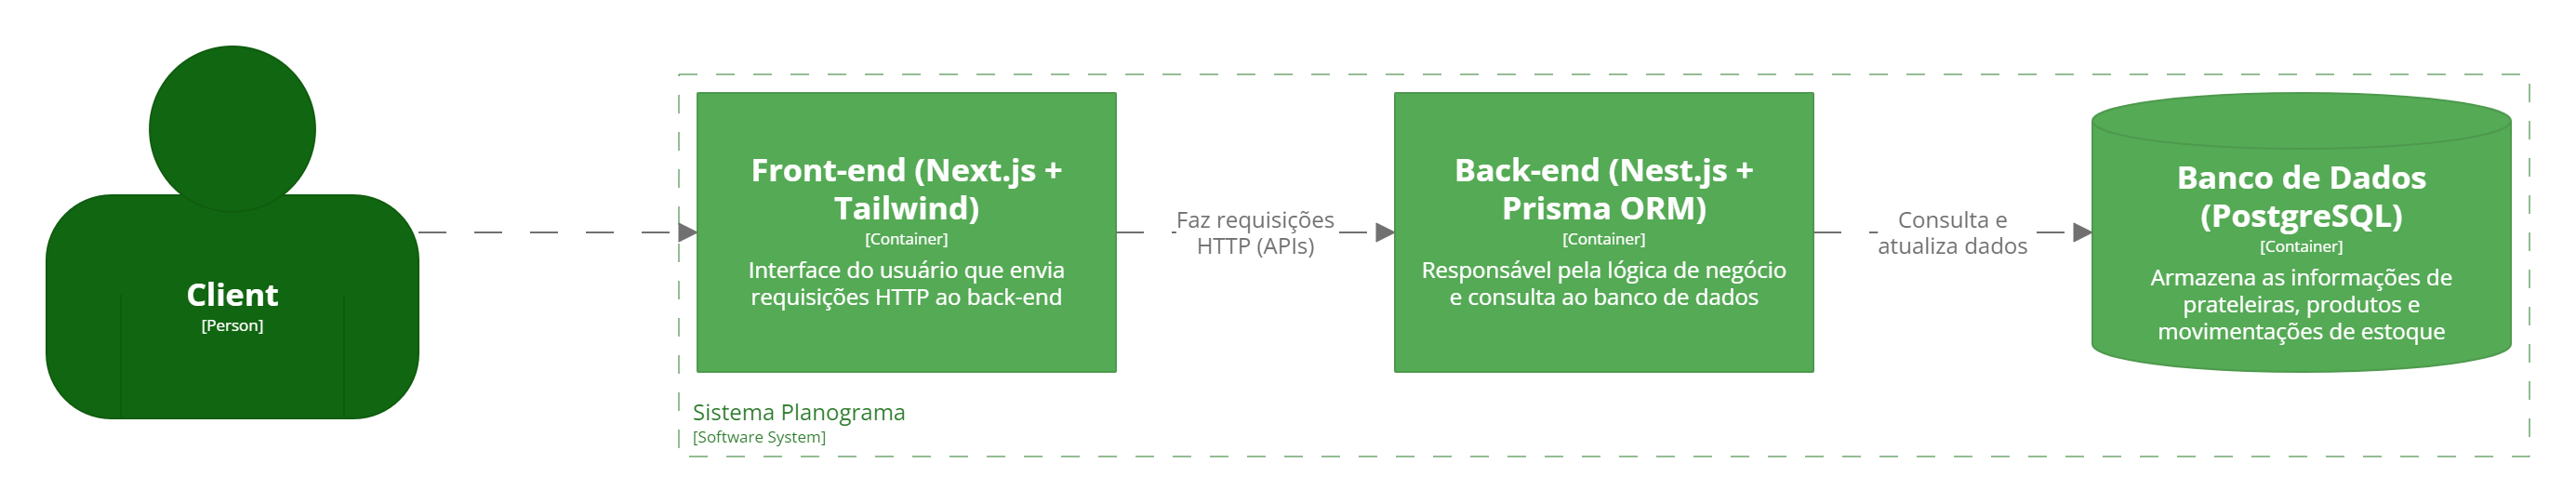 Client
[Person]
Front-end (Next.js +
Tailwind)
[Container]
Interface do usuário que envia
requisições HTTP ao back-end
Faz requisições
HTTP (APIs)
Back-end (Nest.js +
Prisma ORM)
[Container]
Responsável pela lógica de negócio
e consulta ao banco de dados
Consulta e
atualiza dados
Banco de Dados
(PostgreSQL)
[Container]
Armazena as informações de
prateleiras, produtos e
movimentações de estoque
Sistema Planograma
[Software System]